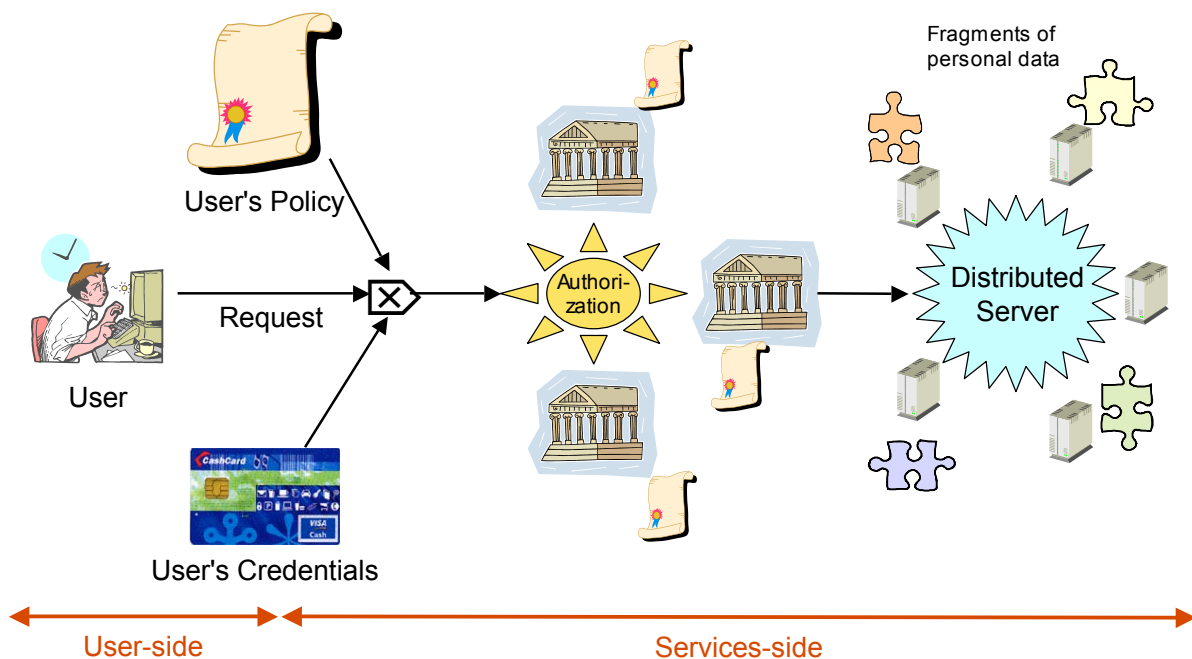 Fragments of
personal data
User's Policy
Authori-
zation
Distributed
Server
Request
User
CashCard
VISA
Cash
User's Credentials
User-side
Services-side